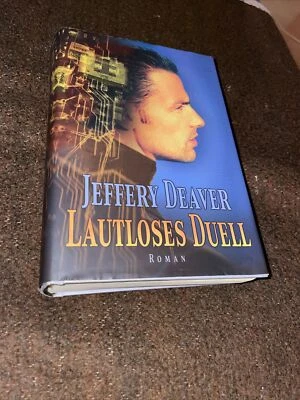 JEFFERY DEAVER
LAUTLOSES DUELL
ROMAN